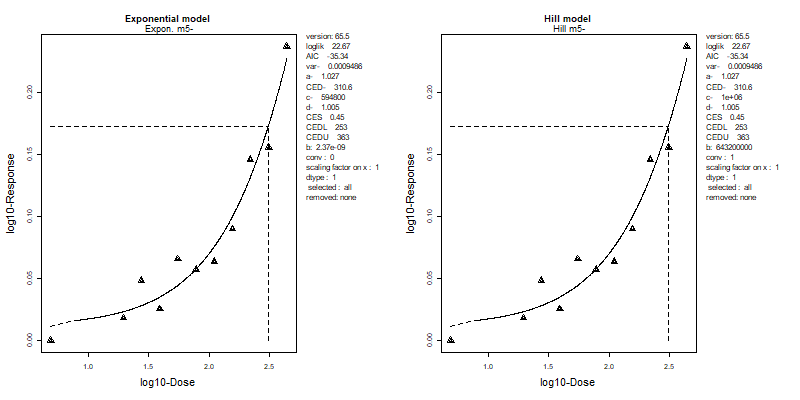 Exponential model
Expon. m5-
version: 65.5
loglik 22.67
AIC -35.34
var- 0.0009486
a- 1.027
CED- 310.6
c- 594800
d- 1.005
CES 0.45
CEDL 253
CEDU 363
b: 2.37e-09
conv : 0
scaling factor on x : 1
dtype : 1
selected : all
removed: none
log10-Response
0.00
0.05
0.10
0.15
0.20
1.0
1.5
2.0
2.5
log10-Dose
Hill model
Hill m5-
version: 65.5
loglik 22.67
AIC -35.34
var- 0.0009486
a- 1.027
CED- 310.6
c- 1e+06
d- 1.005
CES 0.45
CEDL 253
CEDU 363
b: 643200000
conv : 1
scaling factor on x : 1
dtype : 1
selected : all
removed: none
log10-Response
0.00
0.05
0.10
0.15
0.20
1.0
1.5
2.0
2.5
log10-Dose